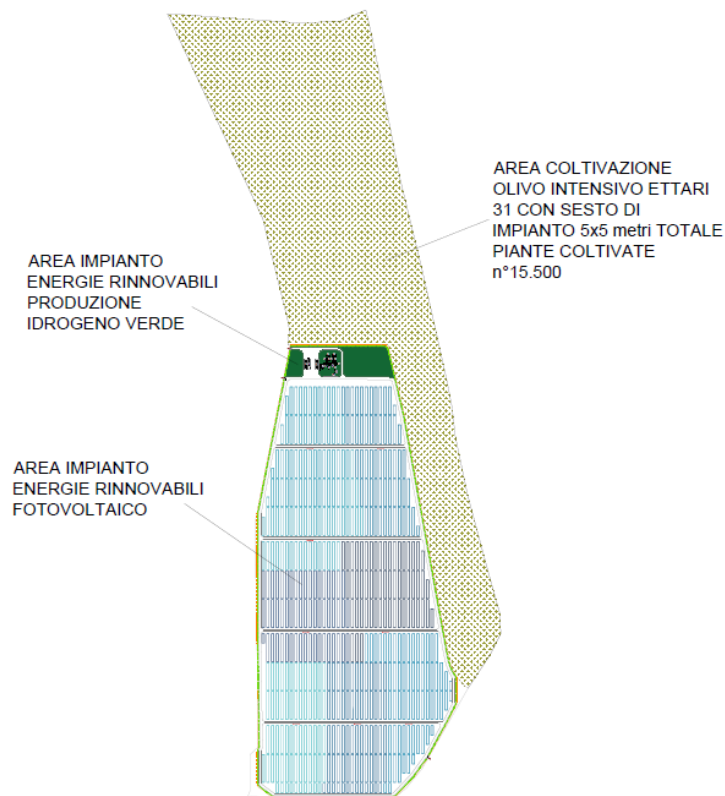 AREA COLTIVAZIONE
OLIVO INTENSIVO ETTARI
31 CON SESTO DI
IMPIANTO 5x5 metri TOTALE
PIANTE COLTIVATE
n°15.500
AREA IMPIANTO
ENERGIE RINNOVABILI
PRODUZIONE
IDROGENO VERDE
AREA IMPIANTO
ENERGIE RINNOVABILI
FOTOVOLTAICO